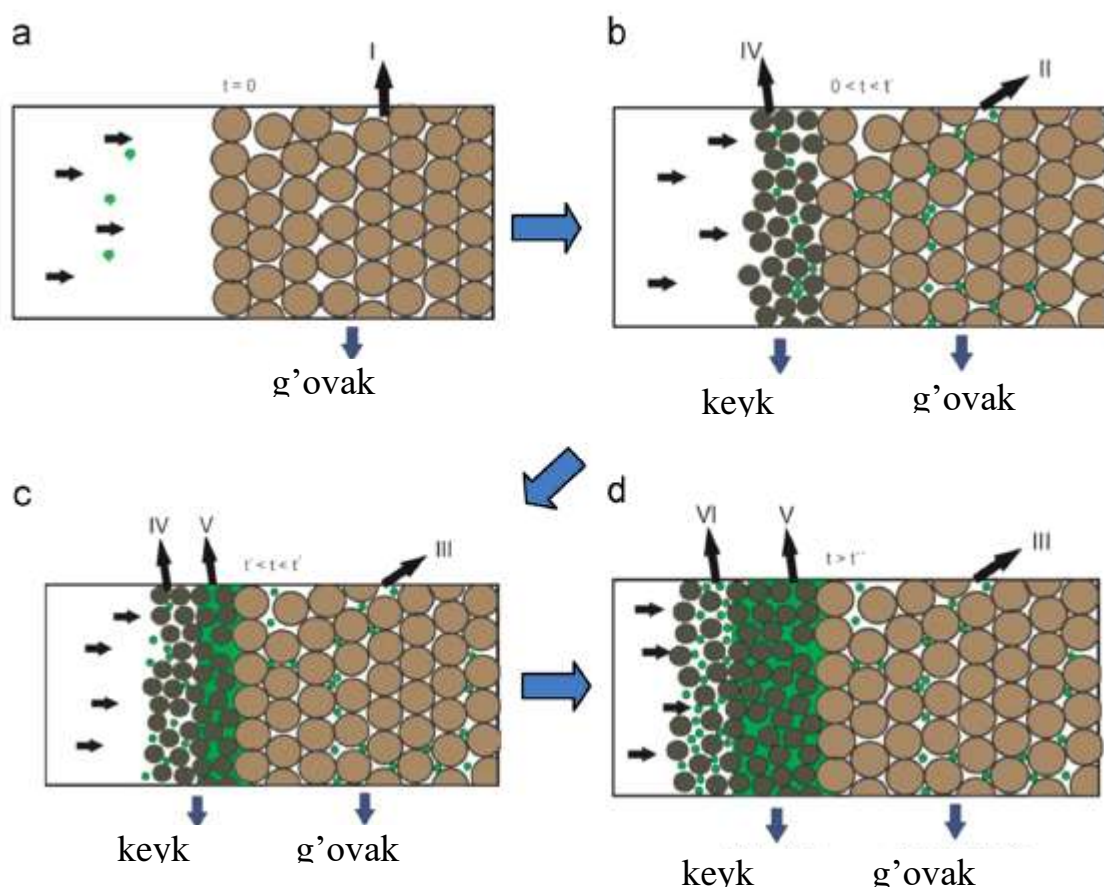 a
I
t = 0
g'ovak
b
IV
II
0 < t < t'
keyk
g'ovak
c
IV
V
III
t' < t < t'
keyk
g'ovak
d
VI
V
III
t > t''
keyk
g'ovak